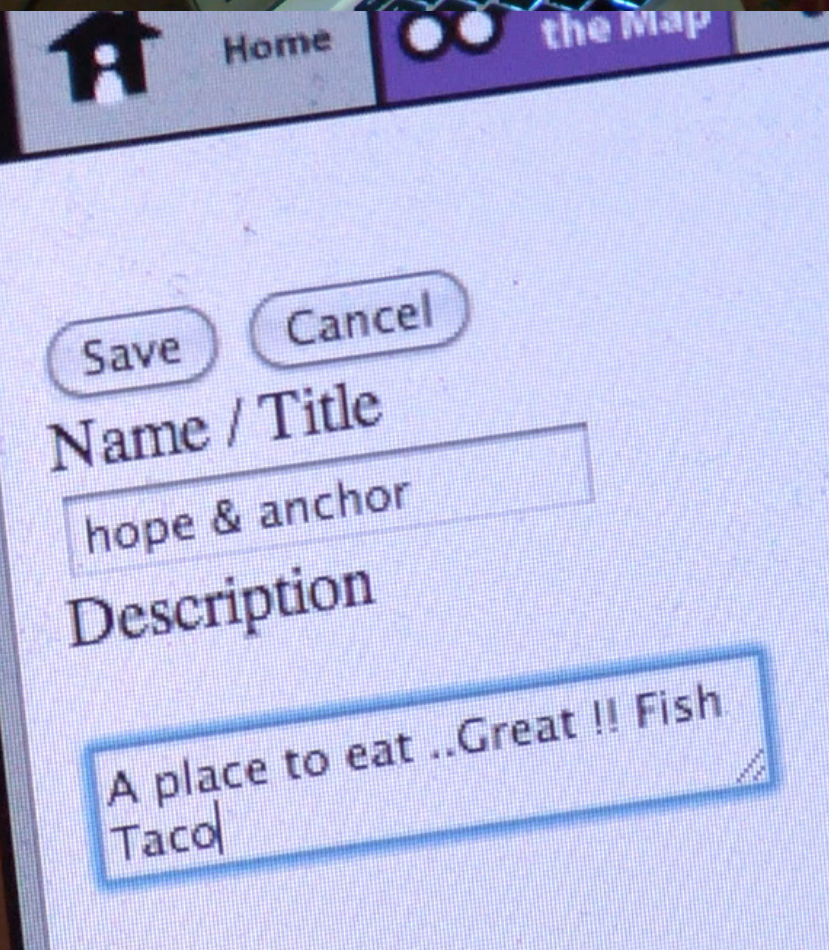 Home
the Map
Save
Cancel
Name / Title
hope & anchor
Description
A place to eat ..Great !! Fish
Taco